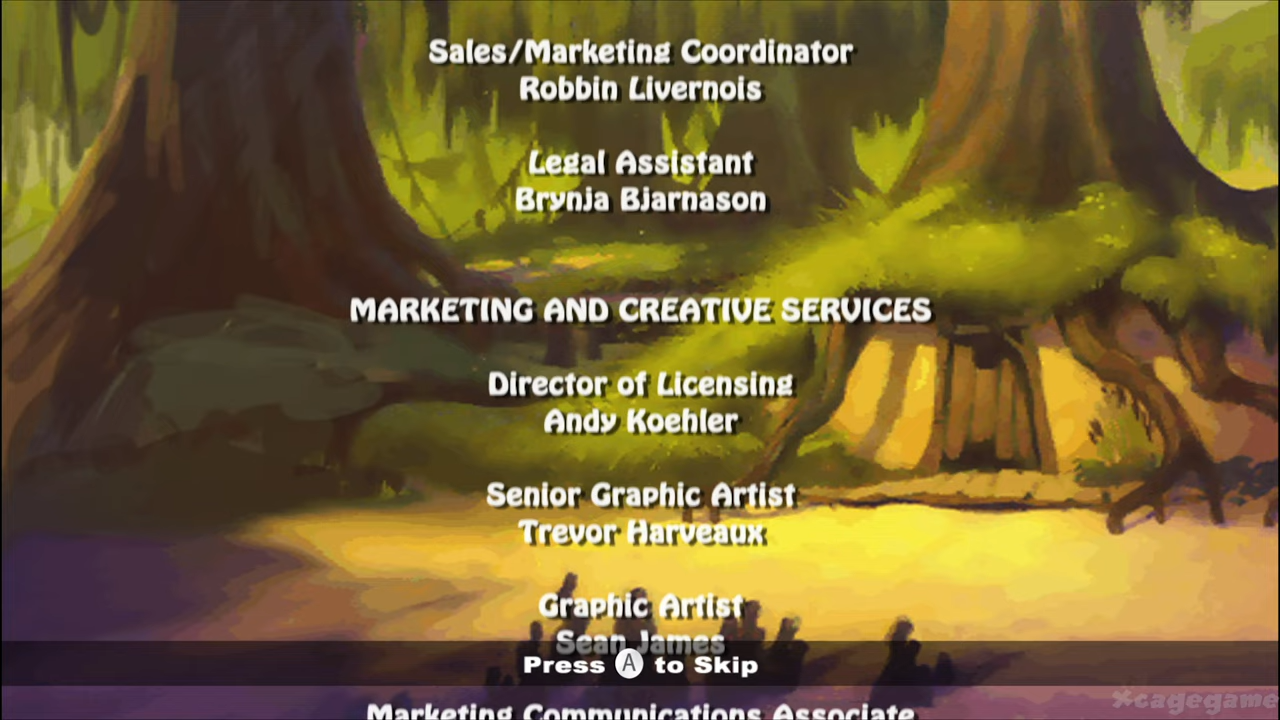 Sales/Marketing Coordinator
Robbin Livernois
Legal Assistant
Brynja Bjarnason
MARKETING AND CREATIVE SERVICES
Director of Licensing
Andy Koehler
Senior Graphic Artist
Trevor Harveaux
Graphic Artist
Sean James
Press A to Skip
Xcagegame
Marketing Communications Associate